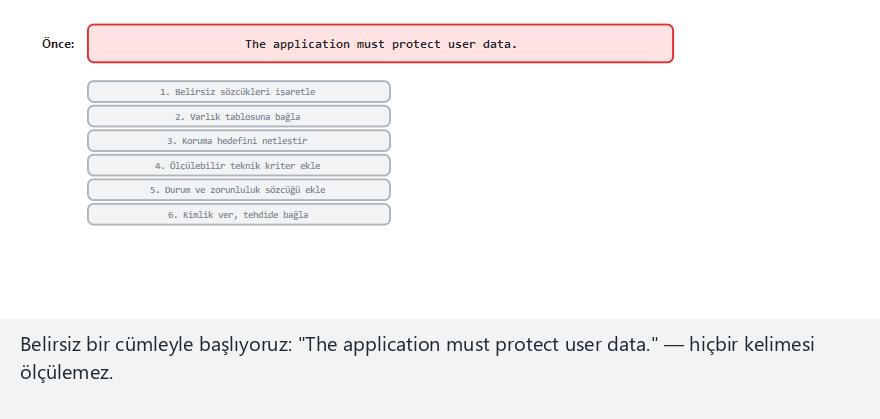 Önce:
The application must protect user data.
1. Belirsiz sözcükleri işaretle
2. Varlık tablosuna bağla
3. Koruma hedefini netleştir
4. Ölçülebilir teknik kriter ekle
5. Durum ve zorunluluk sözcüğü ekle
6. Kimlik ver, tehdide bağla
Belirsiz bir cümleyle başlıyoruz: "The application must protect user data." — hiçbir kelimesi
ölçülemez.